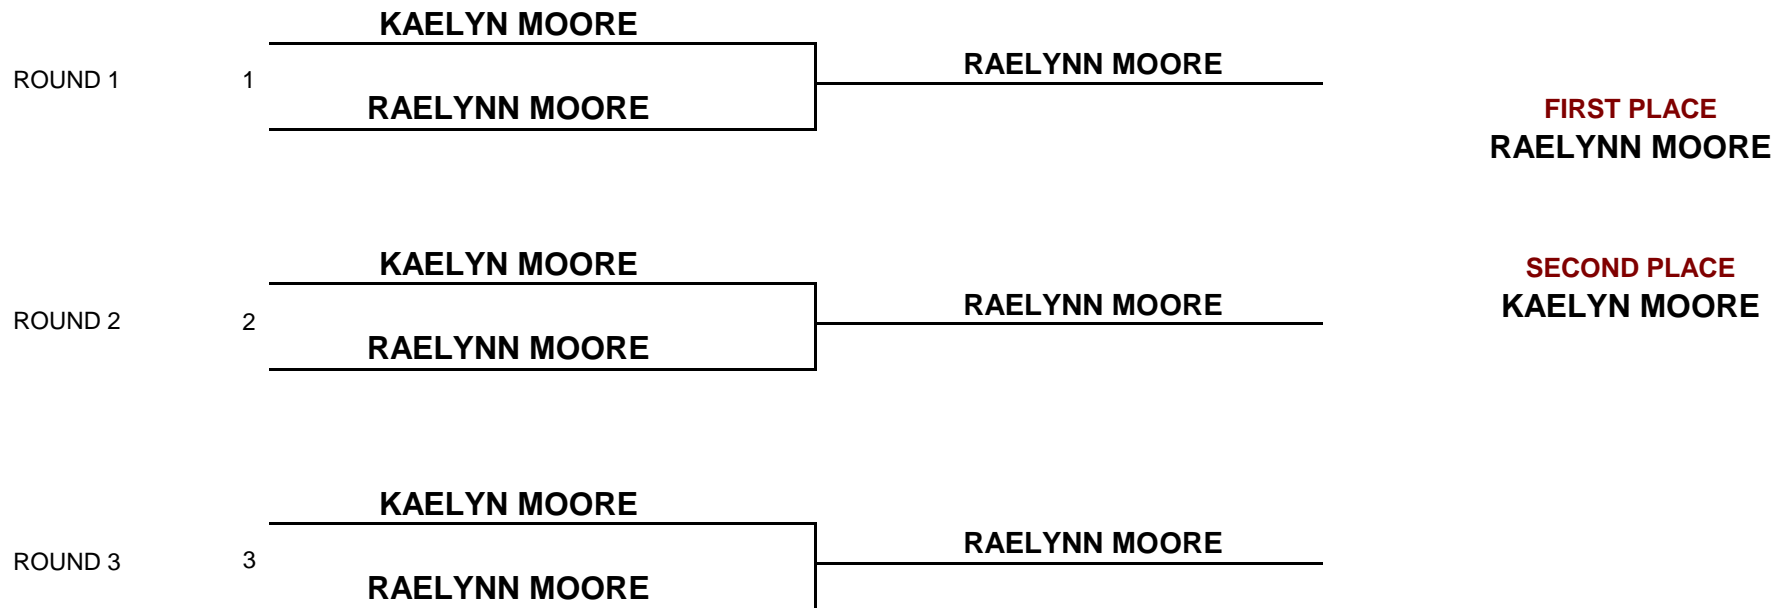 KAELYN MOORE
ROUND 1 1 RAELYNN MOORE
RAELYNN MOORE
FIRST PLACE
RAELYNN MOORE
KAELYN MOORE
ROUND 2 2 RAELYNN MOORE
RAELYNN MOORE
SECOND PLACE
KAELYN MOORE
KAELYN MOORE
ROUND 3 3 RAELYNN MOORE
RAELYNN MOORE